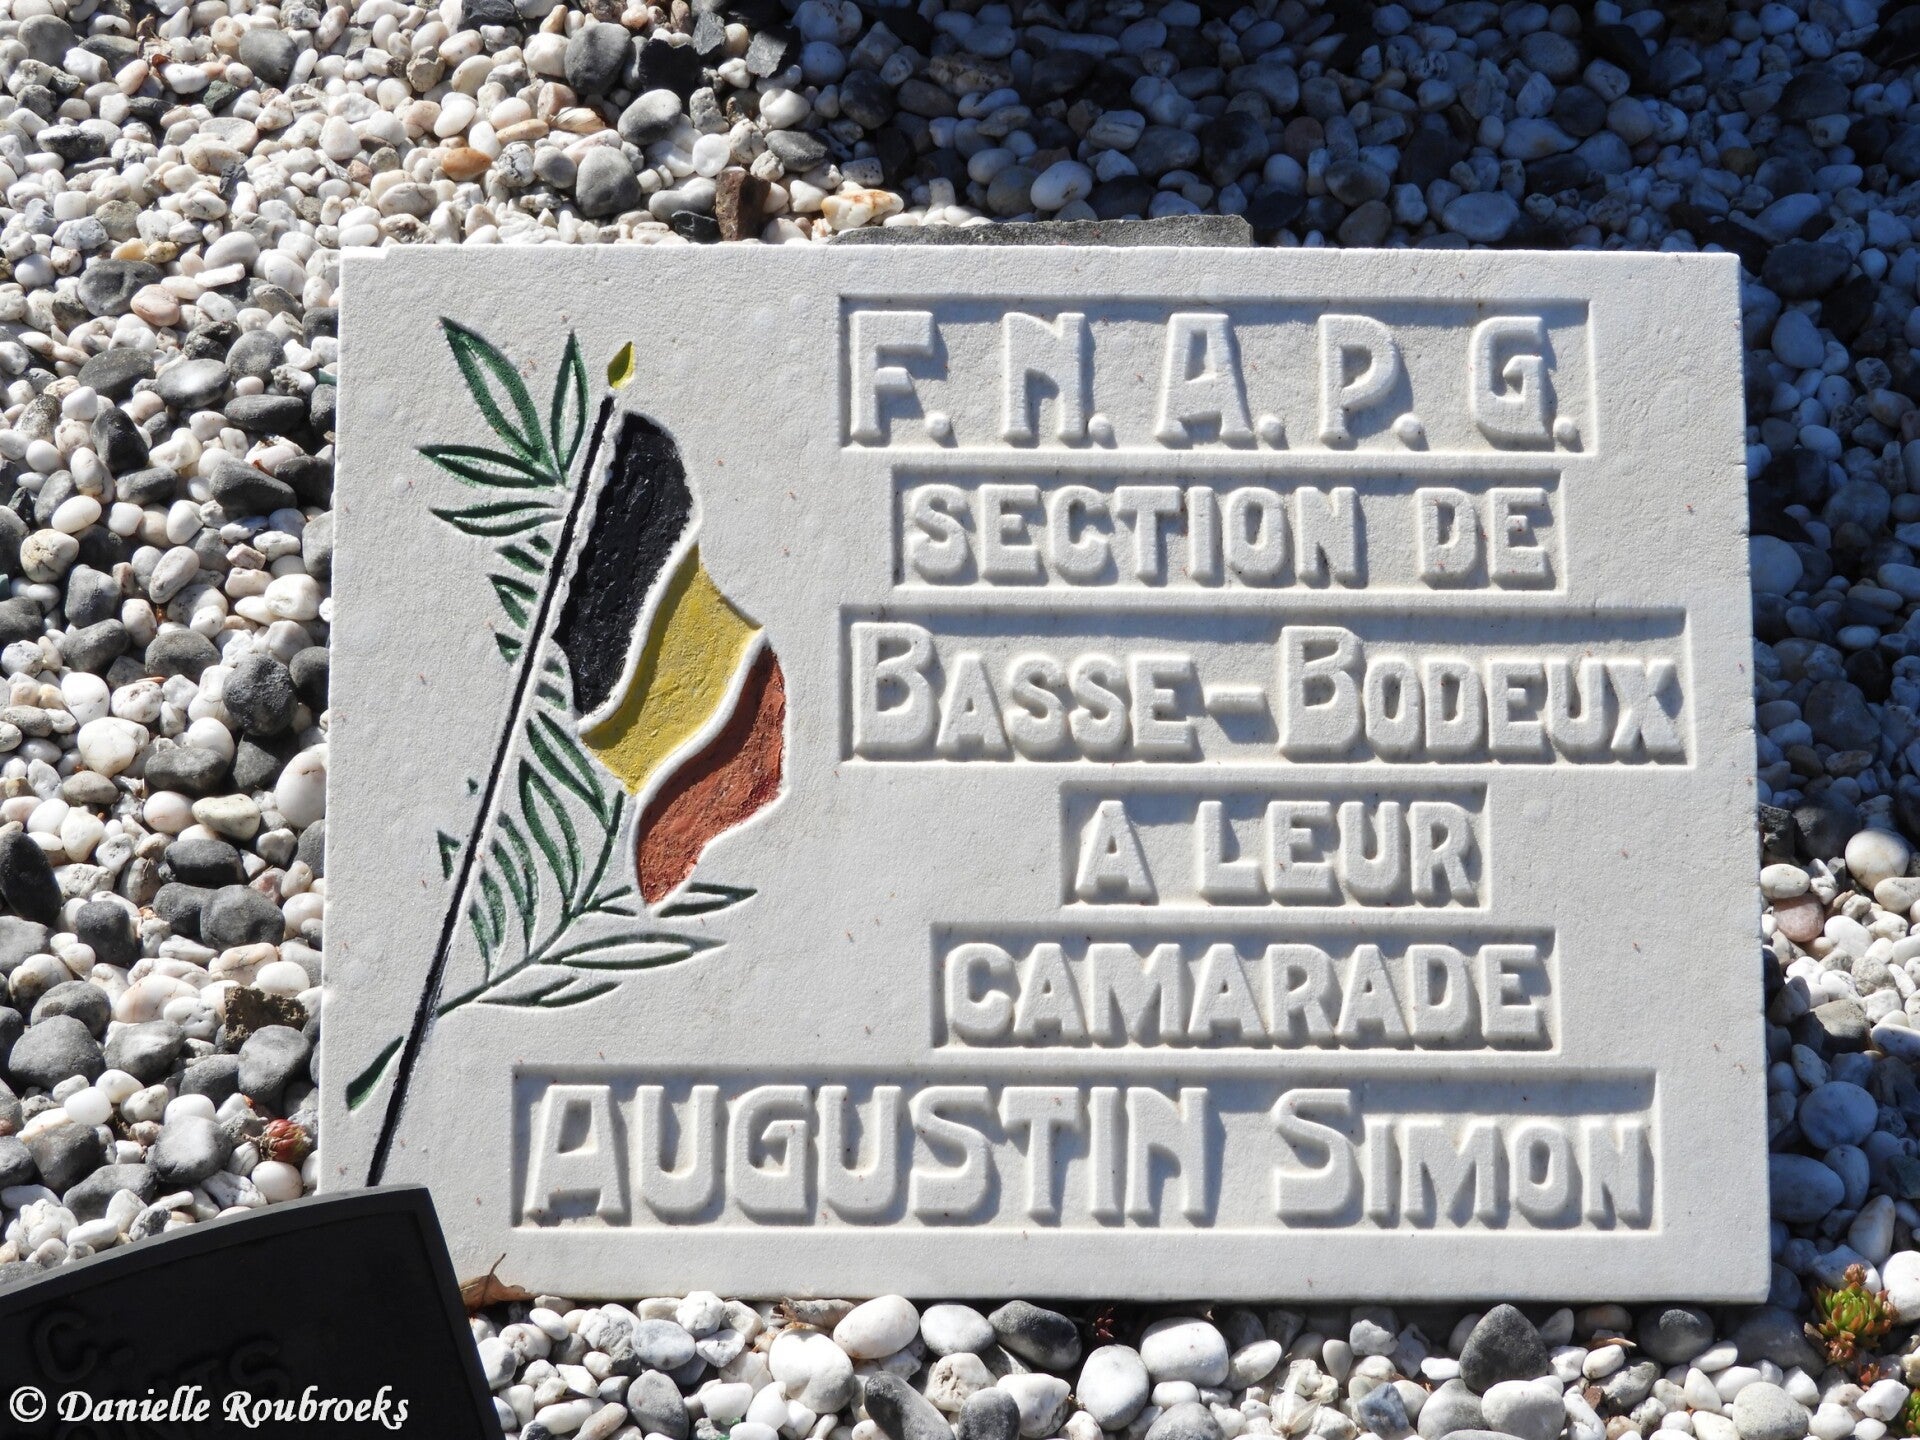 F.N.A.P.G.
SECTION DE
BASSE-BODEUX
A LEUR
CAMARADE
AUGUSTIN SIMON
© Danielle Roubroeks